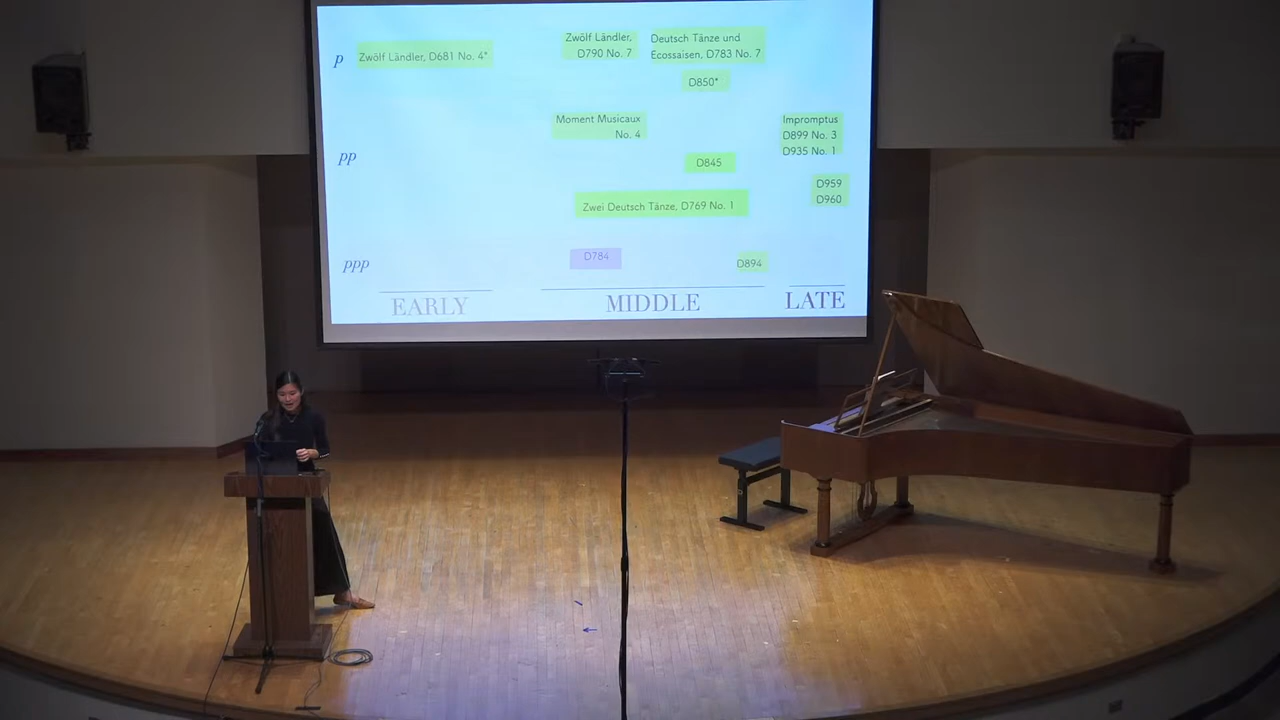 p
Zwölf Ländler, D681 No. 4*
Zwölf Ländler,
D790 No. 7
Deutsch Tänze und
Ecossaisen, D783 No. 7
D850*
Moment Musicaux
No. 4
Impromptus
D899 No. 3
D935 No. 1
pp
D845
D959
D960
Zwei Deutsch Tänze, D769 No. 1
ppp
D784
D894
EARLY
MIDDLE
LATE